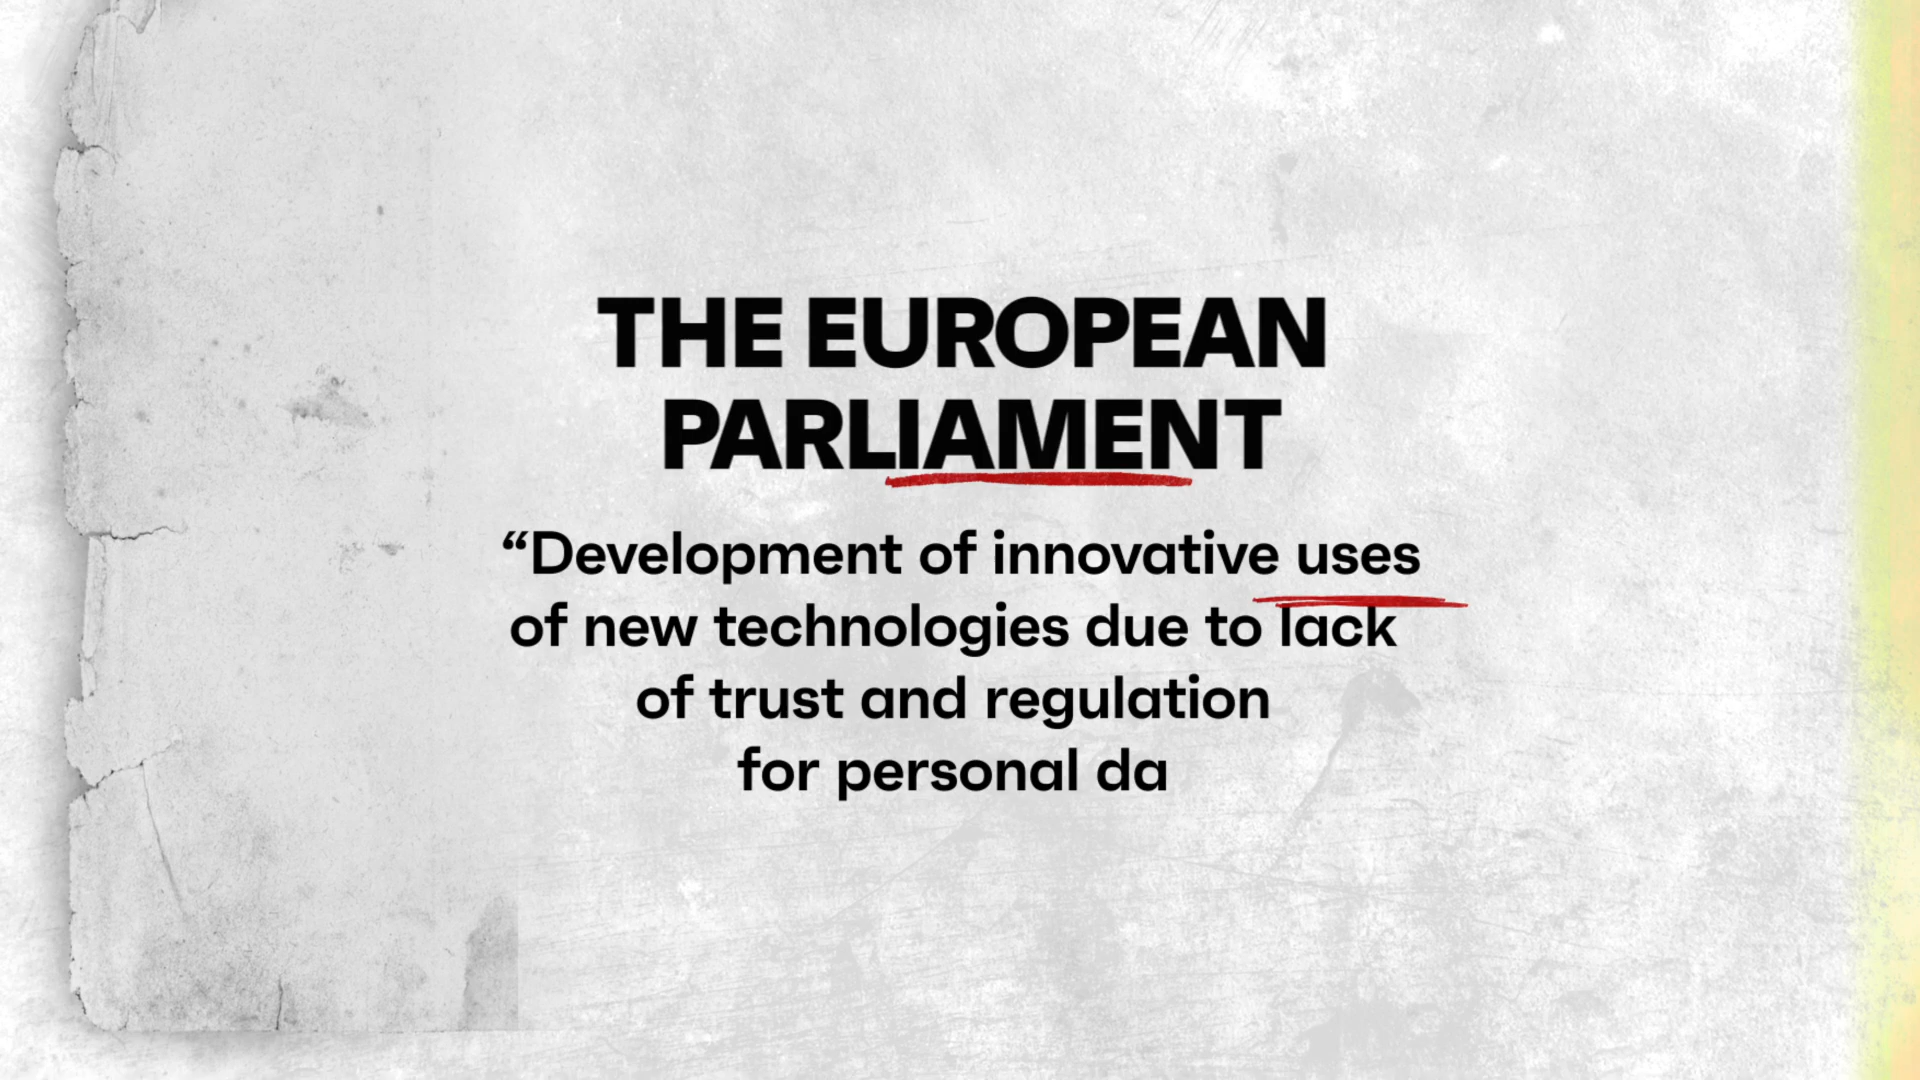 THE EUROPEAN
PARLIAMENT
“Development of innovative uses
of new technologies due to lack
of trust and regulation
for personal da